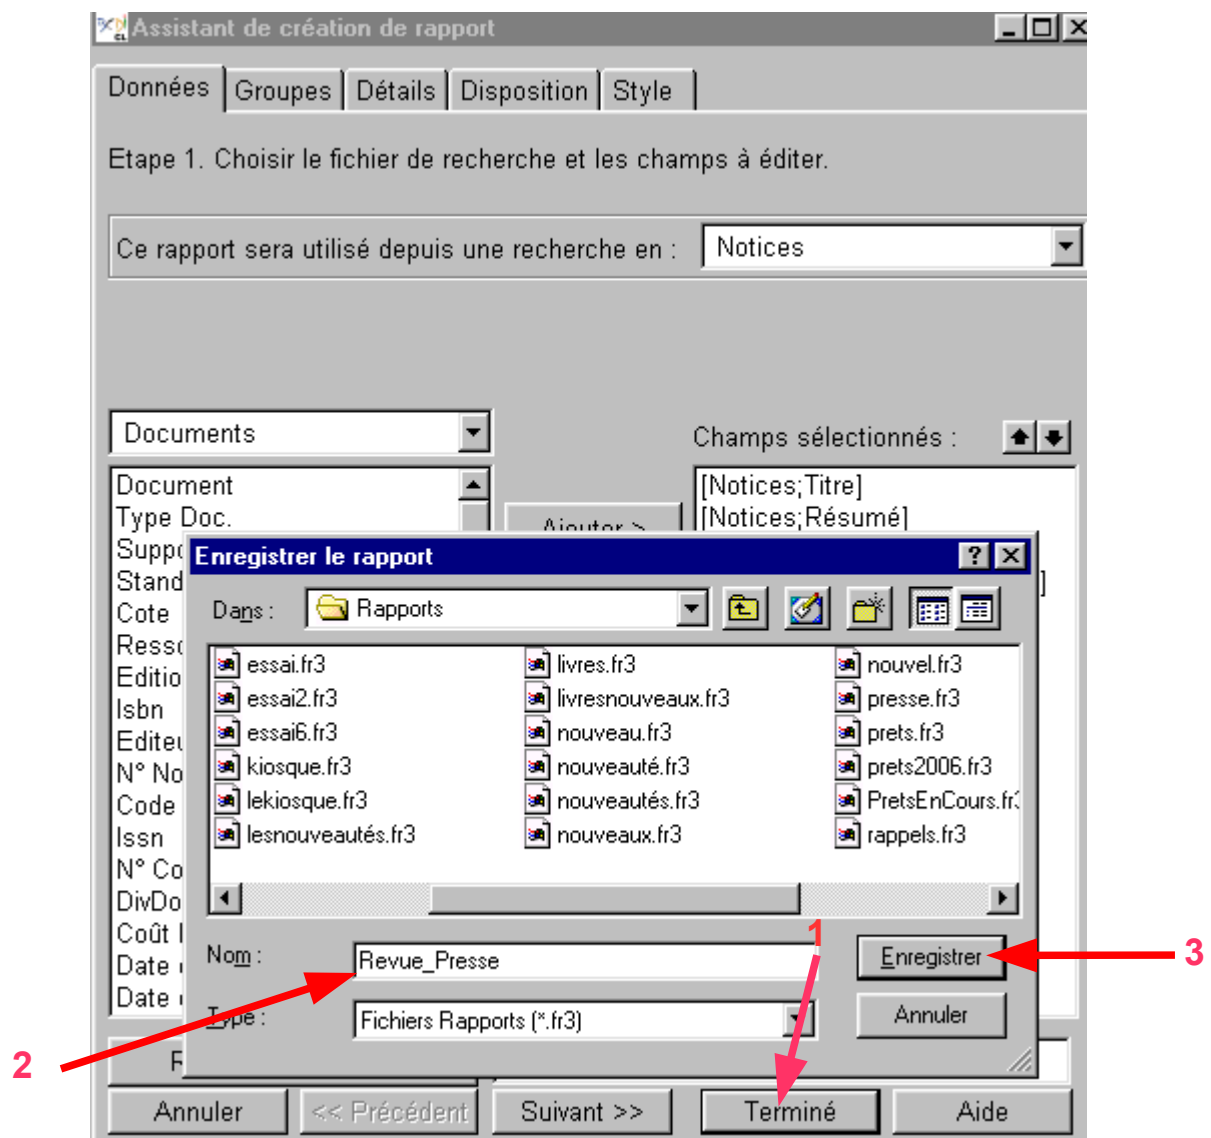 Assistant de création de rapport
Données Groupes Détails Disposition Style
Etape 1. Choisir le fichier de recherche et les champs à éditer.
Ce rapport sera utilisé depuis une recherche en : Notices
Documents
Champs sélectionnés :
Document
Type Doc.
Cote
Isbn
Code
Issn
[Notices;Titre]
[Notices;Résumé]
Ajouter >
Enregistrer le rapport
Dans : Rapports
essai.fr3
essai2.fr3
essai6.fr3
kiosque.fr3
lekiosque.fr3
lesnouveautés.fr3
livres.fr3
livresnouveaux.fr3
nouveau.fr3
nouveauté.fr3
nouveautés.fr3
nouveaux.fr3
nouvel.fr3
presse.fr3
prets.fr3
prets2006.fr3
PretsEnCours.fr3
rappels.fr3
1
Nom : Revue_Presse Enregistrer
3
Type : Fichiers Rapports (*.fr3) Annuler
2
Annuler << Précédent Suivant >> Terminé Aide